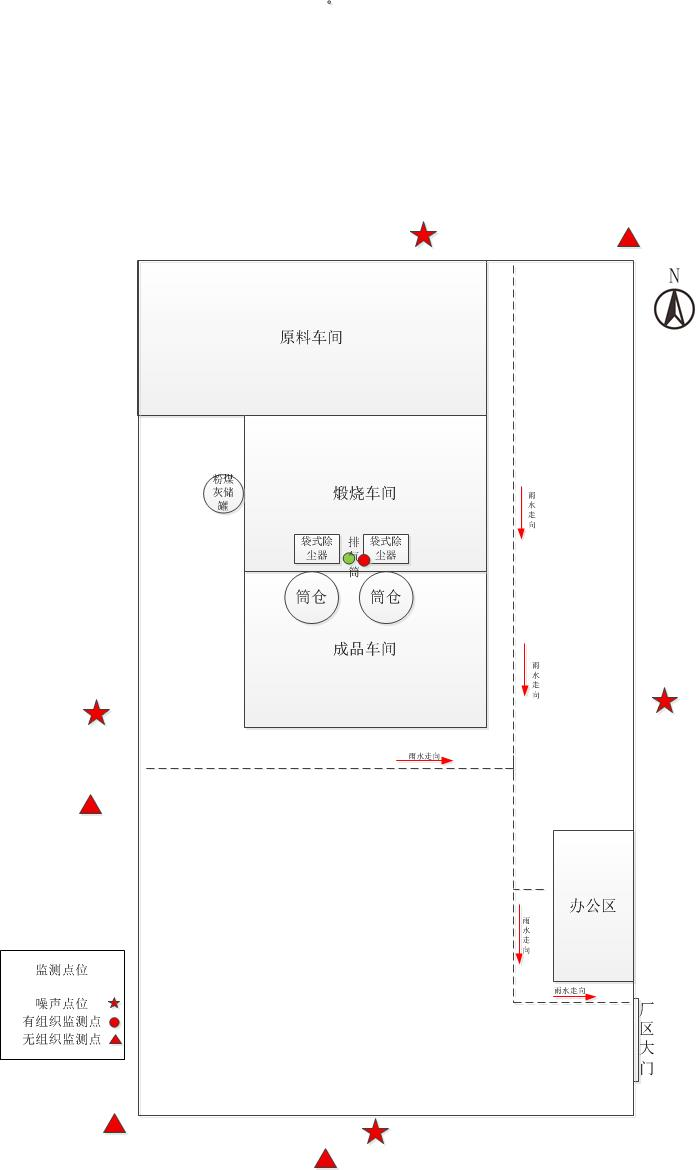 。
N
原料车间
粉煤
灰储
罐
煅烧车间
雨水走向
袋式除
尘器
排气筒
袋式除
尘器
筒仓
筒仓
成品车间
雨水走向
雨水走向
办公区
雨水走向
监测点位
噪声点位
有组织监测点
无组织监测点
雨水走向
厂区大门